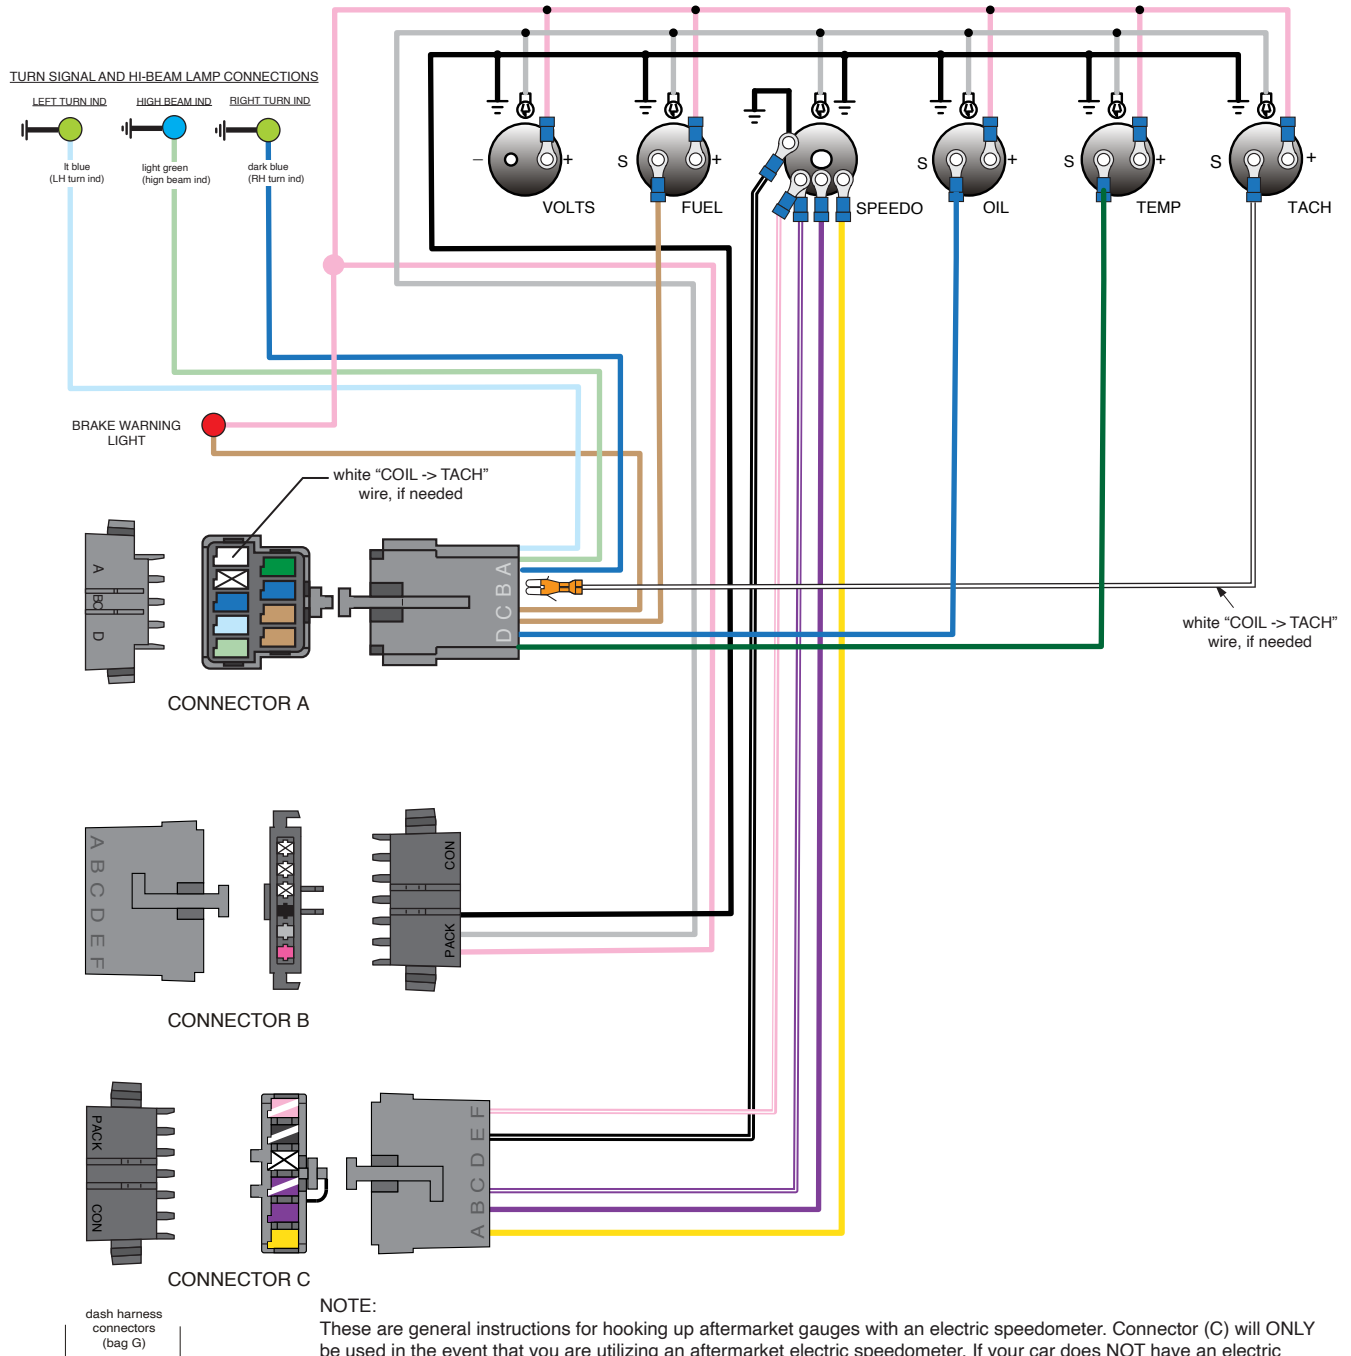 TURN SIGNAL AND HI-BEAM LAMP CONNECTIONS
LEFT TURN IND
HIGH BEAM IND
RIGHT TURN IND
lt blue
(LH turn ind)
light green
(hign beam ind)
dark blue
(RH turn ind)
– +
VOLTS
S +
FUEL
SPEEDO
S +
OIL
S +
TEMP
S +
TACH
BRAKE WARNING
LIGHT
white “COIL -> TACH”
wire, if needed
A
BC
D
D C B A
white “COIL -> TACH”
wire, if needed
CONNECTOR A
A B C D E F
CON
PACK
CONNECTOR B
PACK
CON
A B C D E F
CONNECTOR C
dash harness
connectors
(bag G)
NOTE:
These are general instructions for hooking up aftermarket gauges with an electric speedometer. Connector (C) will ONLY
be used in the event that you are utilizing an aftermarket electric speedometer. If your car does NOT have an electric